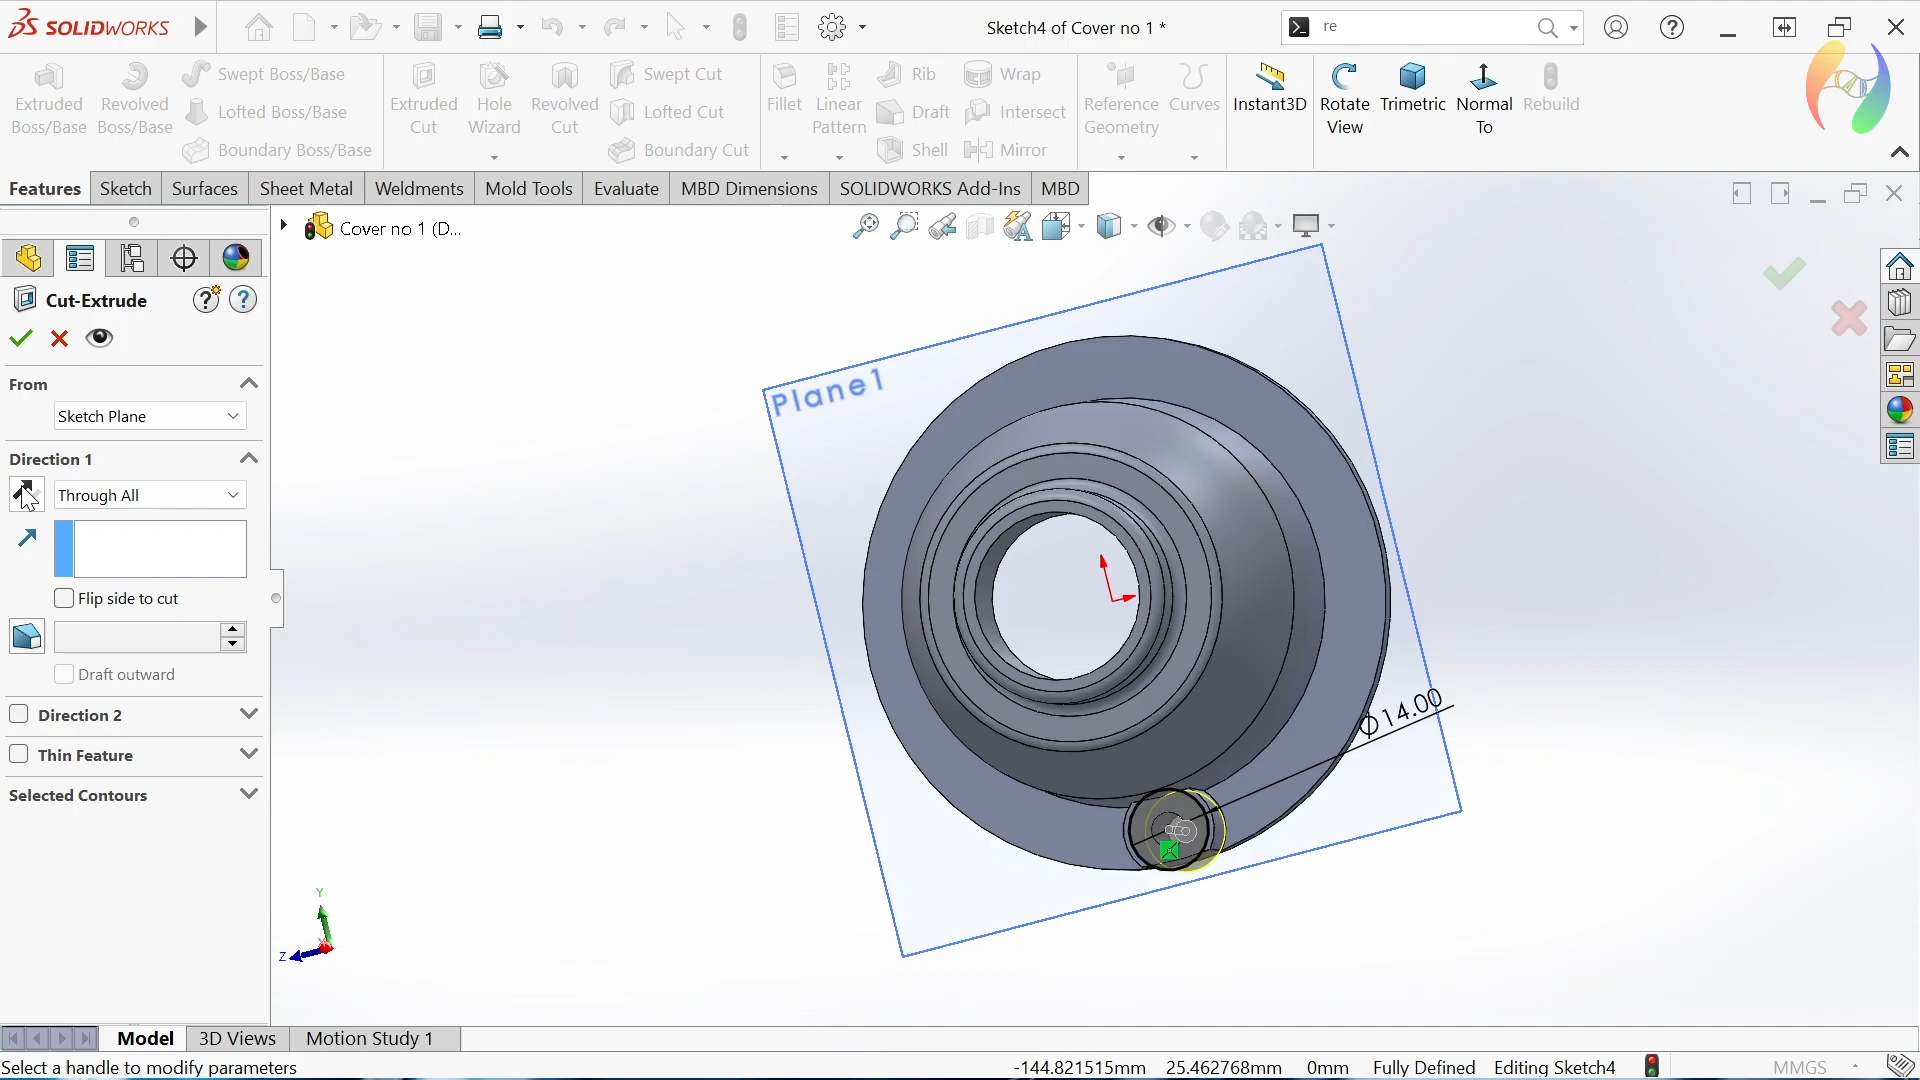 SOLIDWORKS
Sketch4 of Cover no 1 *
re
Extruded Boss/Base
Revolved Boss/Base
Swept Boss/Base
Lofted Boss/Base
Boundary Boss/Base
Extruded Cut
Hole Wizard
Revolved Cut
Swept Cut
Lofted Cut
Boundary Cut
Fillet
Linear Pattern
Rib
Draft
Shell
Wrap
Intersect
Mirror
Reference Geometry
Curves
Instant3D
Rotate View
Trimetric
Normal To
Rebuild
Features
Sketch
Surfaces
Sheet Metal
Weldments
Mold Tools
Evaluate
MBD Dimensions
SOLIDWORKS Add-Ins
MBD
Cover no 1 (D...
Cut-Extrude
From
Sketch Plane
Direction 1
Through All
Flip side to cut
Draft outward
Direction 2
Thin Feature
Selected Contours
Plane1
Ø14.00
Y
Z
Model
3D Views
Motion Study 1
Select a handle to modify parameters
-144.821515mm
25.462768mm
0mm
Fully Defined
Editing Sketch4
MMGS